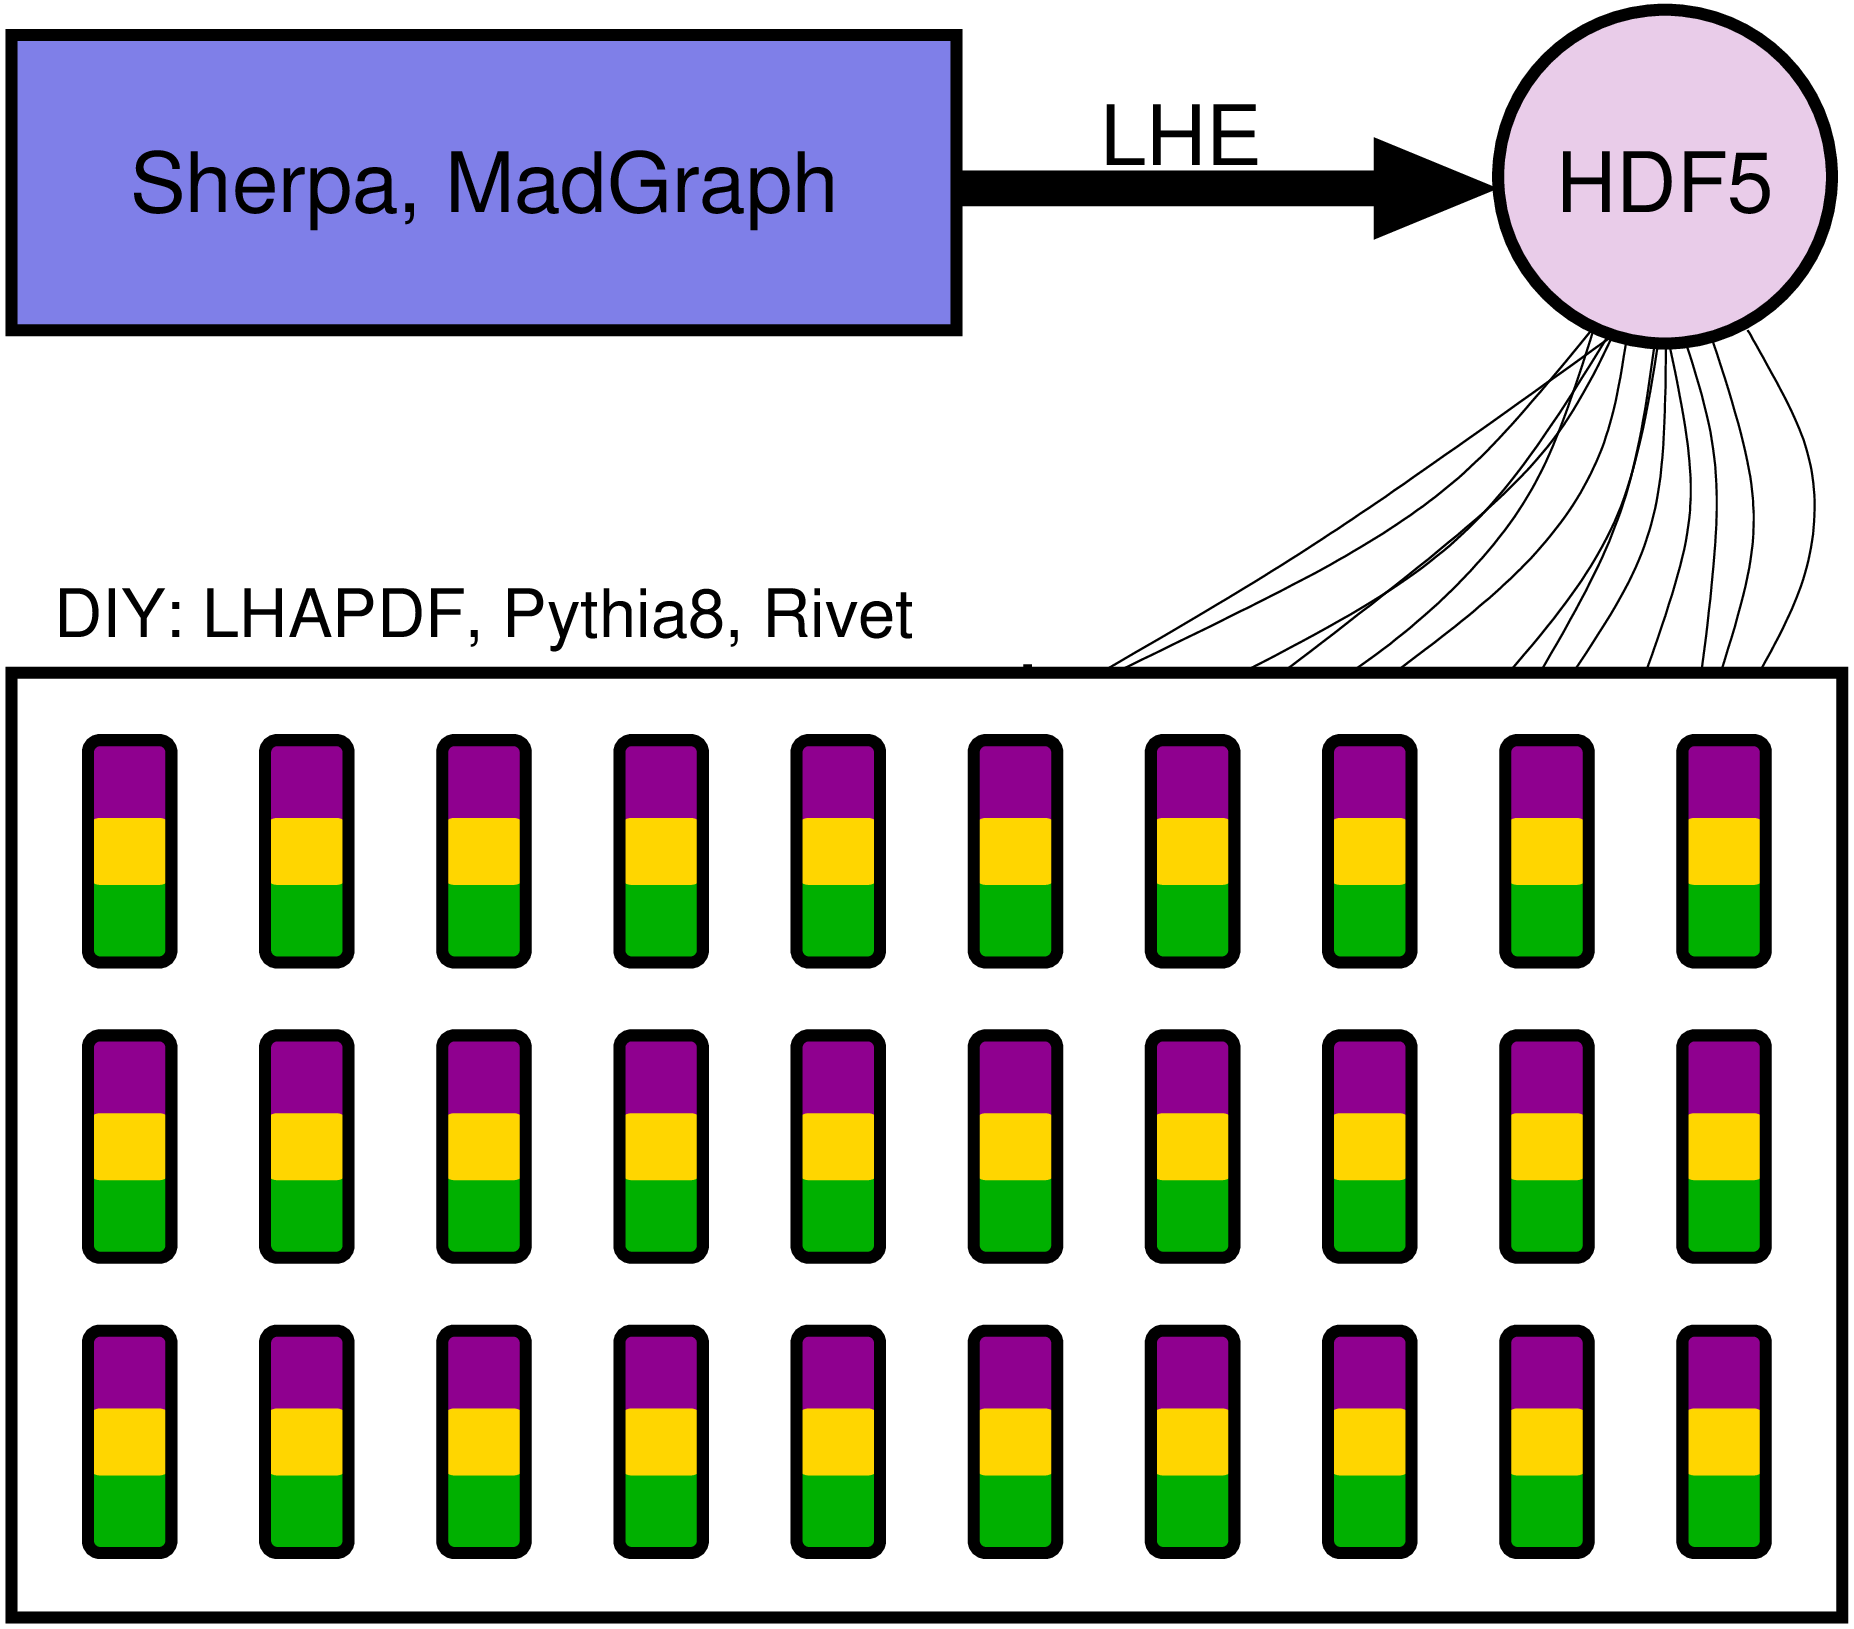 Sherpa, MadGraph
LHE
HDF5
DIY: LHAPDF, Pythia8, Rivet